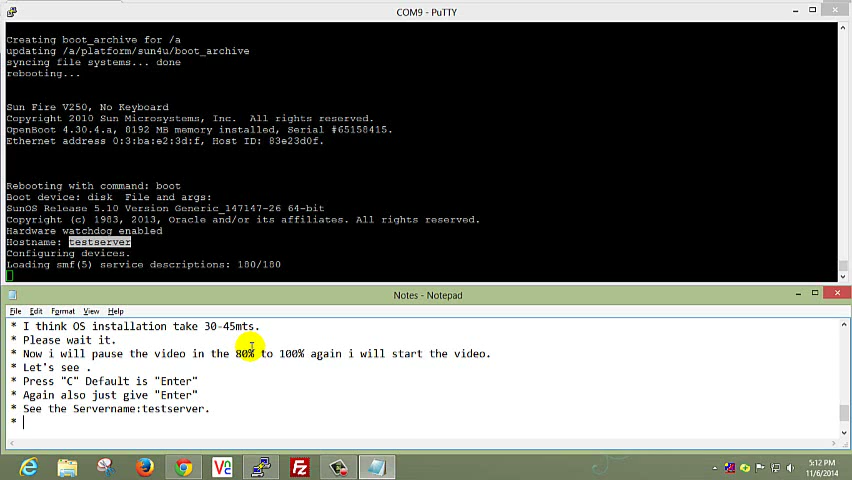 COM9 - PuTTY
Creating boot_archive for /a
updating /a/platform/sun4u/boot_archive
syncing file systems... done
rebooting...
Sun Fire V250, No Keyboard
Copyright 2010 Sun Microsystems, Inc.  All rights reserved.
OpenBoot 4.30.4.a, 8192 MB memory installed, Serial #65158415.
Ethernet address 0:3:ba:e2:3d:f, Host ID: 83e23d0f.
Rebooting with command: boot
Boot device: disk  File and args:
SunOS Release 5.10 Version Generic_147147-26 64-bit
Copyright (c) 1983, 2013, Oracle and/or its affiliates. All rights reserved.
Hardware watchdog enabled
Hostname: testserver
Configuring devices.
Loading smf(5) service descriptions: 180/180
Notes - Notepad
File Edit Format View Help
* I think OS installation take 30-45mts.
* Please wait it.
* Now i will pause the video in the 80% to 100% again i will start the video.
* Let's see .
* Press "C" Default is "Enter"
* Again also just give "Enter"
* See the Servername:testserver.
*
5:12 PM
11/6/2014